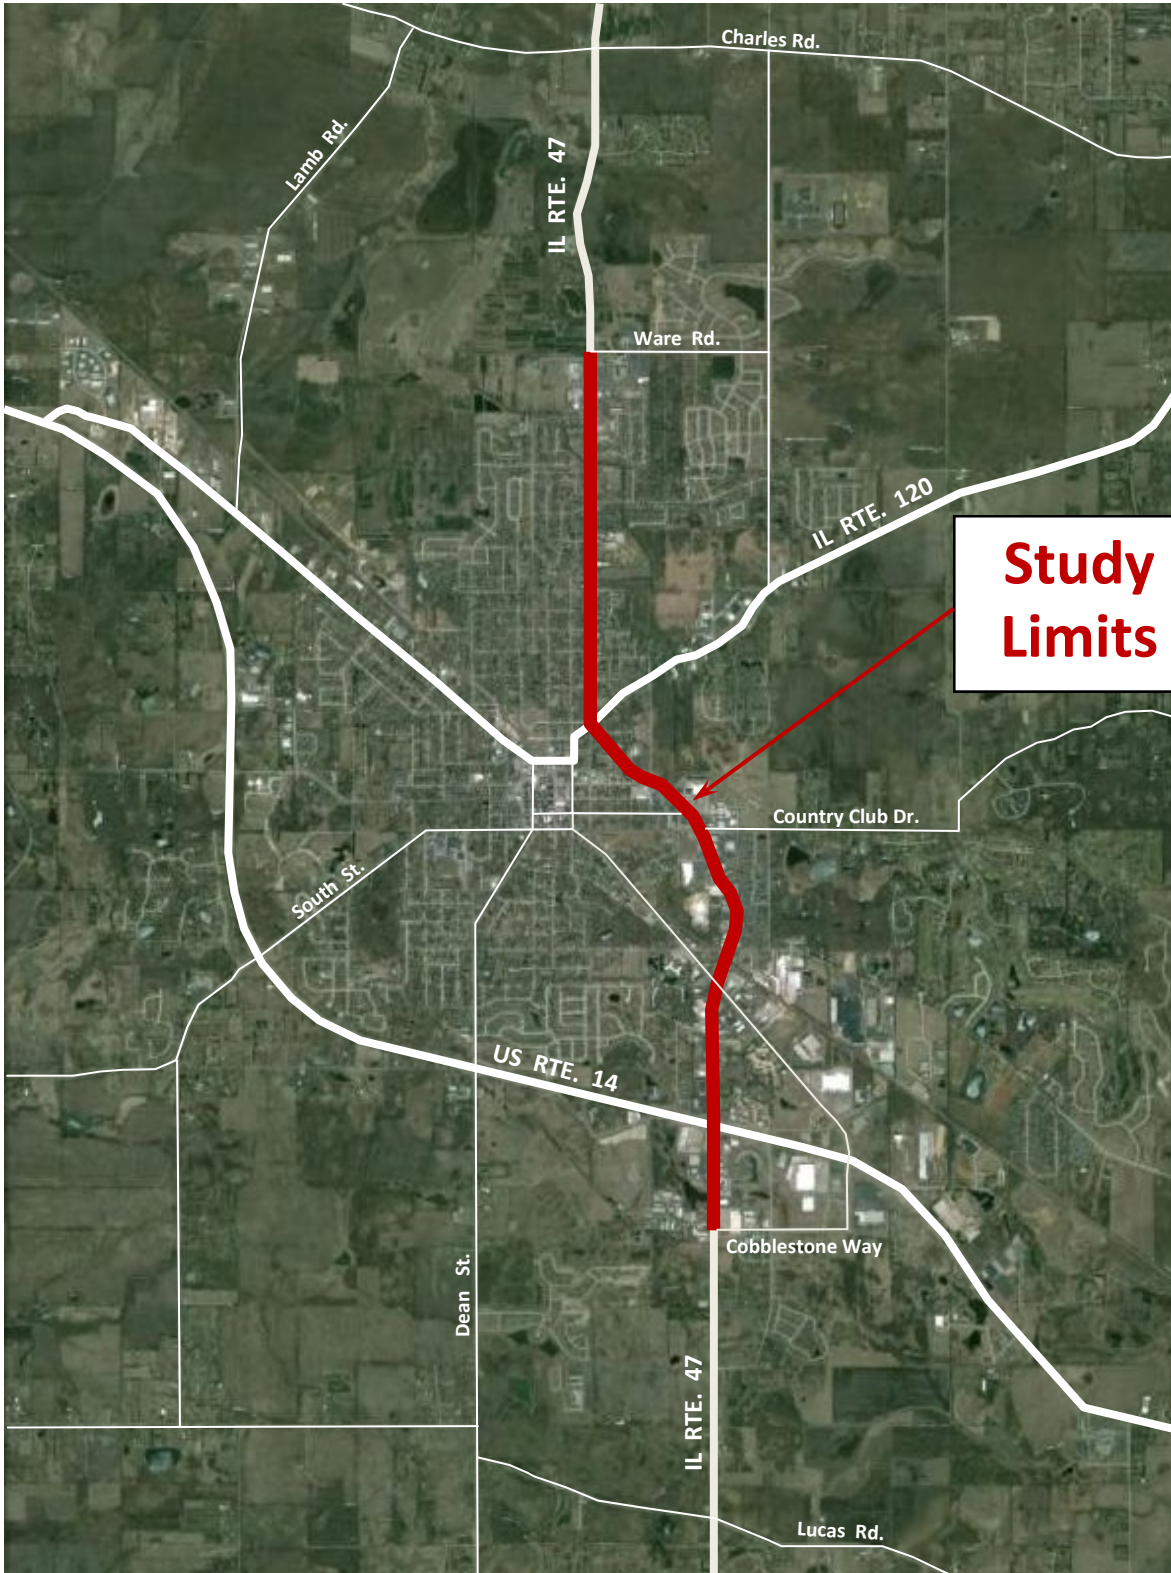 Charles Rd.
Lamb Rd.
IL RTE. 47
Ware Rd.
IL RTE. 120
Study
Limits
Country Club Dr.
South St.
US RTE. 14
Cobblestone Way
Dean St.
IL RTE. 47
Lucas Rd.